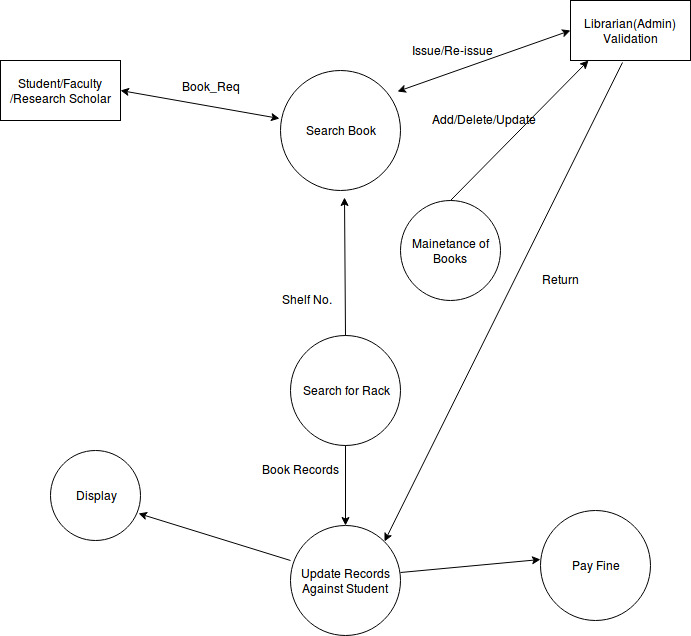 Librarian(Admin)
Validation
Issue/Re-issue
Student/Faculty
/Research Scholar
Book_Req
Search Book
Add/Delete/Update
Mainetance of
Books
Return
Shelf No.
Search for Rack
Book Records
Display
Update Records
Against Student
Pay Fine